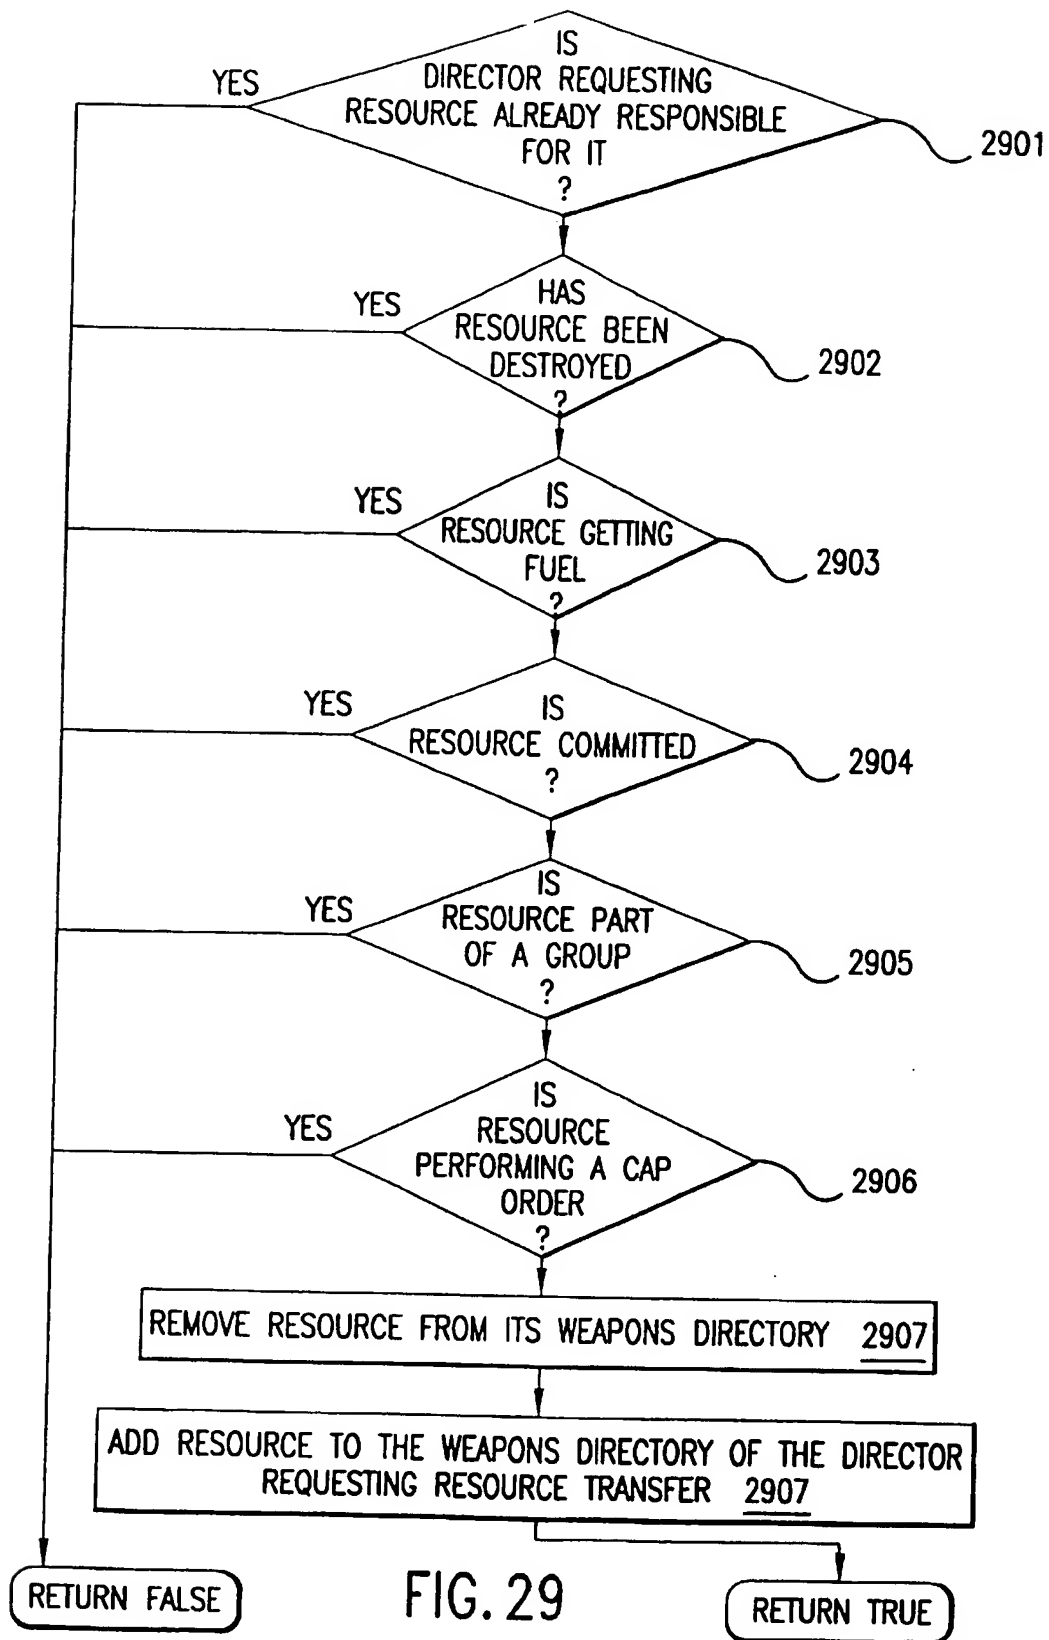 IS
DIRECTOR REQUESTING
RESOURCE ALREADY RESPONSIBLE
FOR IT
?
YES
2901
HAS
RESOURCE BEEN
DESTROYED
?
YES
2902
IS
RESOURCE GETTING
FUEL
?
YES
2903
IS
RESOURCE COMMITTED
?
YES
2904
IS
RESOURCE PART
OF A GROUP
?
YES
2905
IS
RESOURCE
PERFORMING A CAP
ORDER
?
YES
2906
REMOVE RESOURCE FROM ITS WEAPONS DIRECTORY 2907
ADD RESOURCE TO THE WEAPONS DIRECTORY OF THE DIRECTOR
REQUESTING RESOURCE TRANSFER 2907
RETURN FALSE
FIG. 29
RETURN TRUE